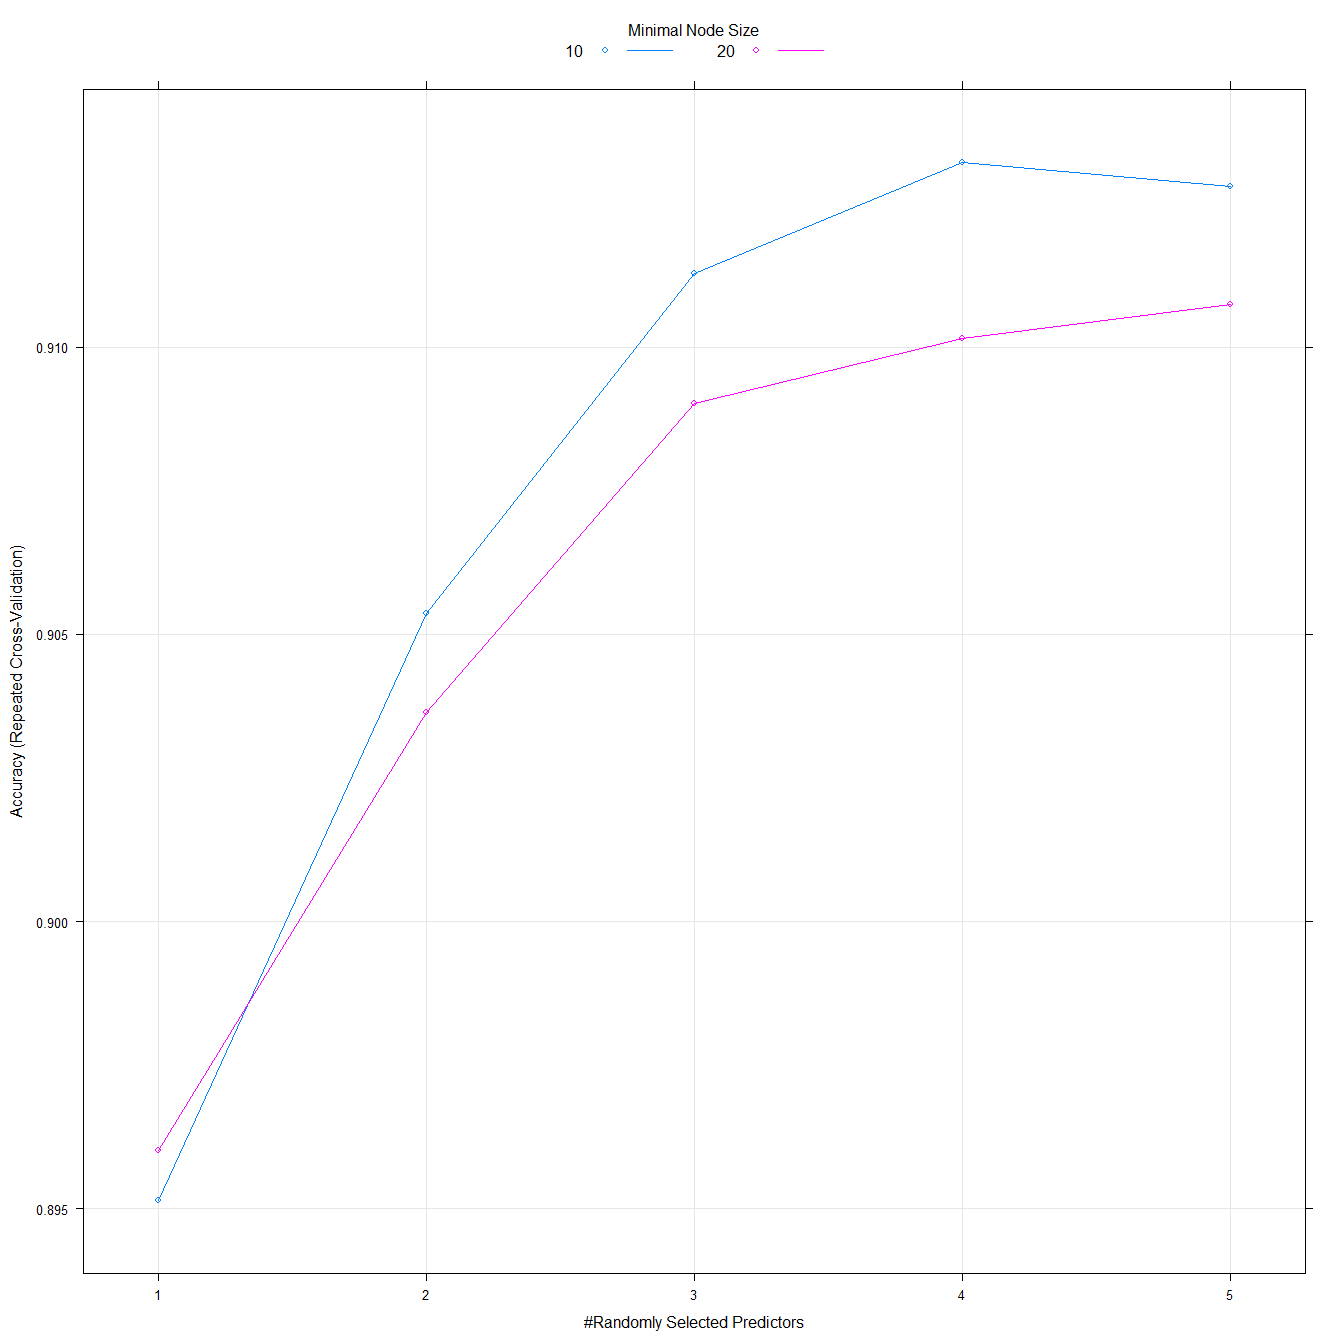 Minimal Node Size
10 20
0.910
0.905
0.900
0.895
Accuracy (Repeated Cross-Validation)
1 2 3 4 5
#Randomly Selected Predictors